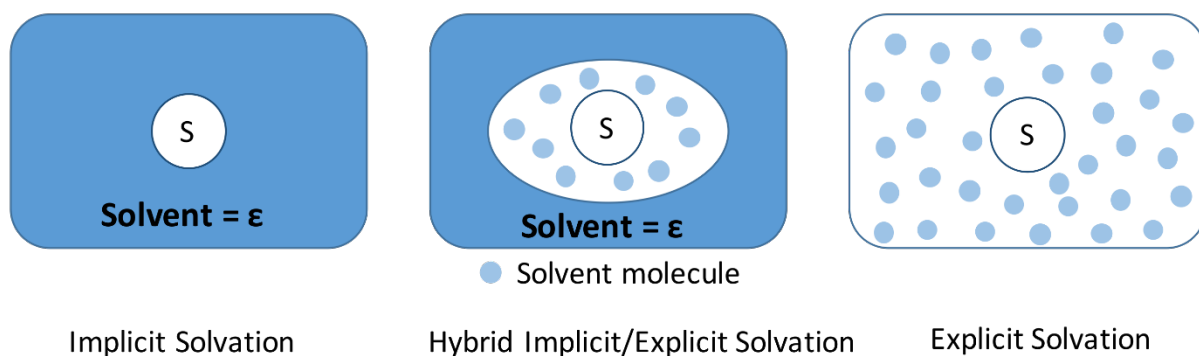 S
Solvent = ε
S
Solvent = ε
Solvent molecule
S
Implicit Solvation
Hybrid Implicit/Explicit Solvation
Explicit Solvation